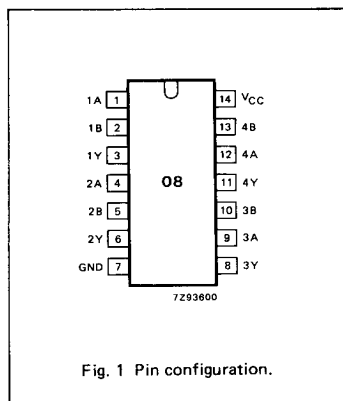 1A 1 14 VCC
1B 2 13 4B
1Y 3 12 4A
2A 4 08 11 4Y
2B 5 10 3B
2Y 6 9 3A
GND 7 8 3Y
7Z93600
Fig. 1 Pin configuration.